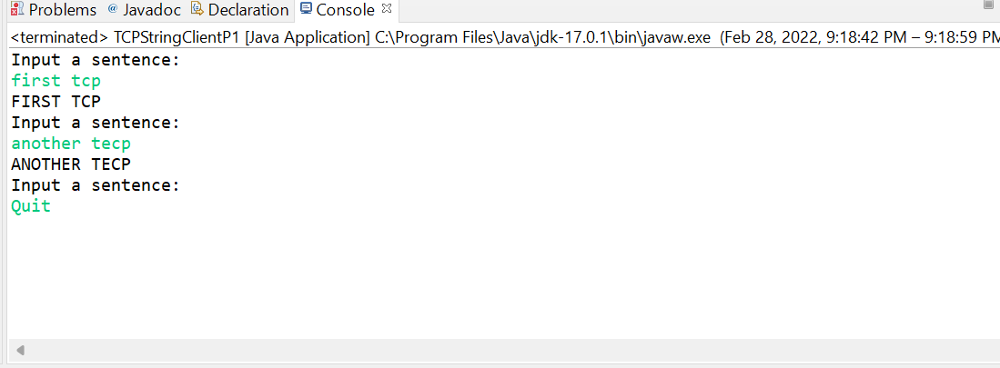 Problems @ Javadoc Declaration Console
<terminated> TCPStringClientP1 [Java Application] C:\Program Files\Java\jdk-17.0.1\bin\javaw.exe (Feb 28, 2022, 9:18:42 PM – 9:18:59 PM
Input a sentence:
first tcp
FIRST TCP
Input a sentence:
another tecp
ANOTHER TECP
Input a sentence:
Quit